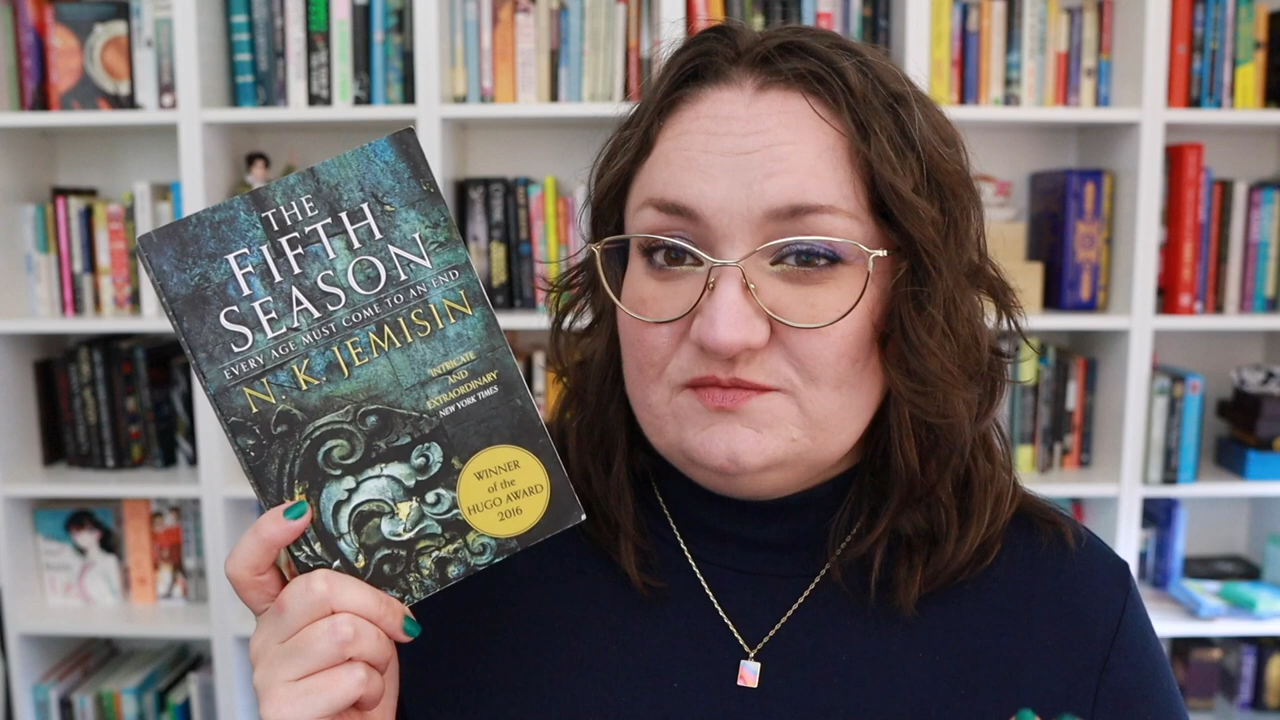 THE
FIFTH
SEASON
EVERY AGE MUST COME TO AN END
N. K. JEMISIN
'INTRICATE
AND
EXTRAORDINARY'
NEW YORK TIMES
WINNER
of the
HUGO AWARD
2016